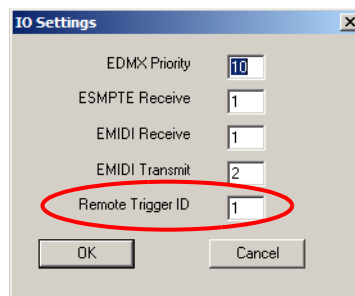 IO Settings
EDMX Priority 10
ESMPTE Receive 1
EMIDI Receive 1
EMIDI Transmit 2
Remote Trigger ID 1
OK Cancel